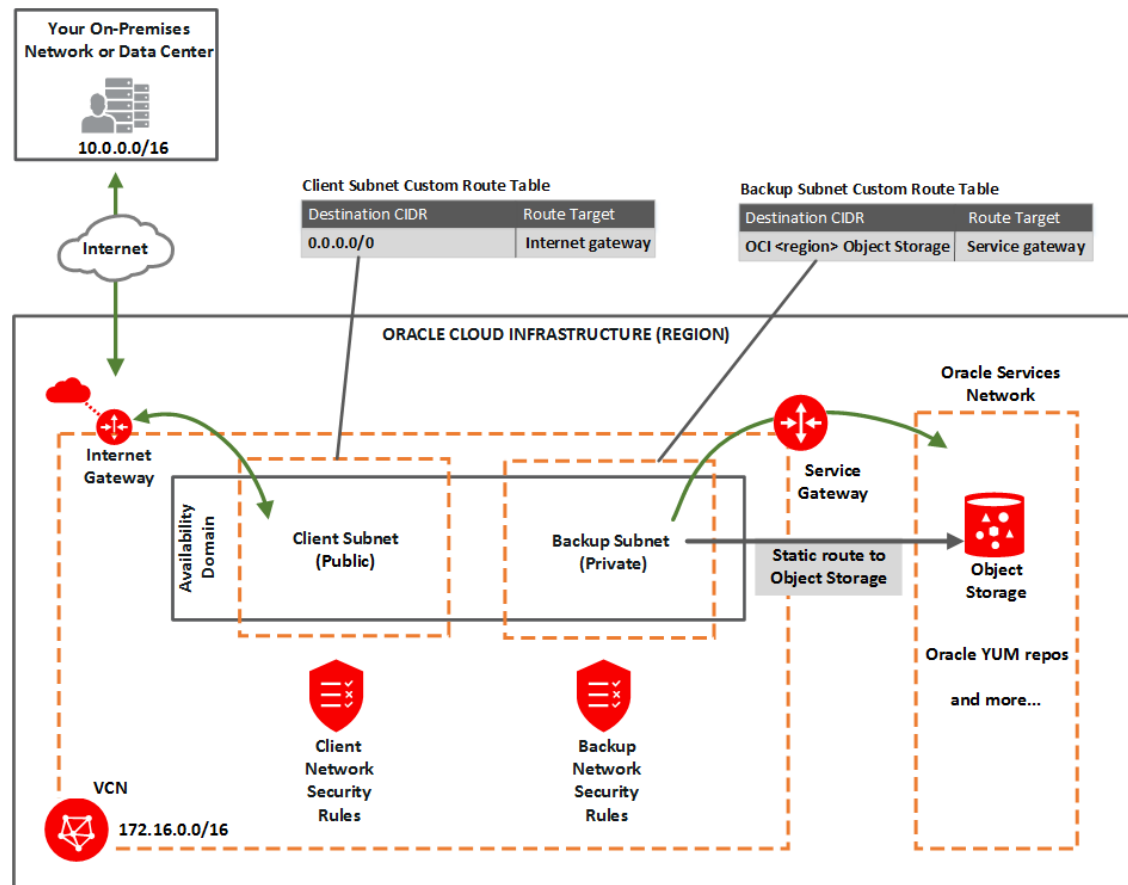 Your On-Premises
Network or Data Center
10.0.0.0/16
Internet
Client Subnet Custom Route Table
Destination CIDR Route Target
0.0.0.0/0 Internet gateway
Backup Subnet Custom Route Table
Destination CIDR Route Target
OCI <region> Object Storage Service gateway
ORACLE CLOUD INFRASTRUCTURE (REGION)
Oracle Services
Network
Internet
Gateway
Service
Gateway
Availability
Domain
Client Subnet
(Public)
Backup Subnet
(Private)
Static route to
Object Storage
Object
Storage
Oracle YUM repos
and more...
Client
Network
Security
Rules
Backup
Network
Security
Rules
VCN
172.16.0.0/16